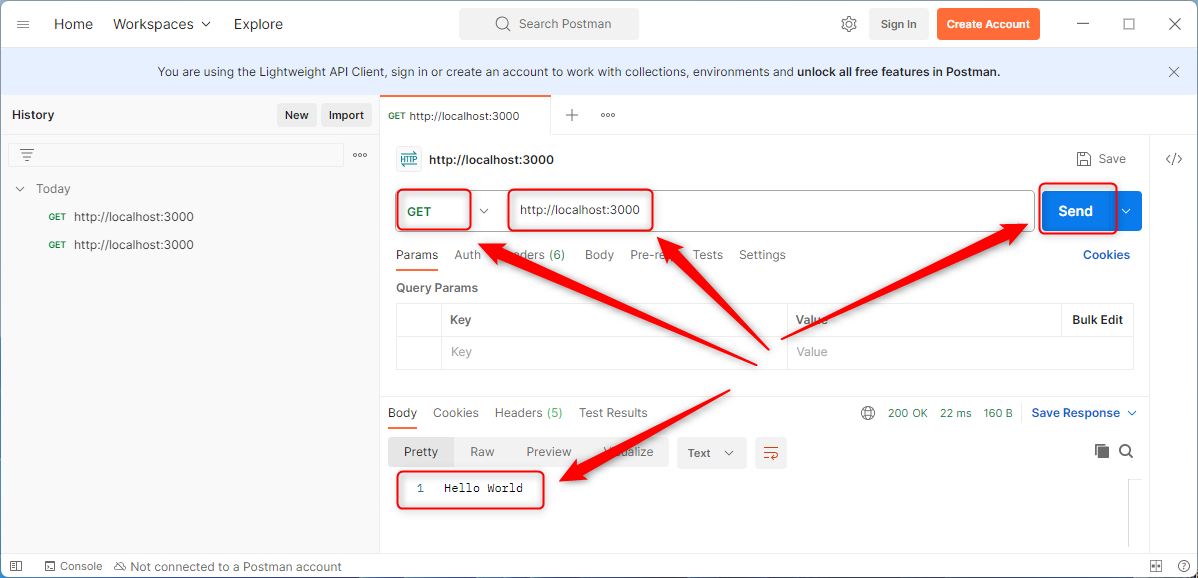 Home Workspaces Explore Search Postman Sign In Create Account
You are using the Lightweight API Client, sign in or create an account to work with collections, environments and unlock all free features in Postman.
History New Import GET http://localhost:3000
HTTP http://localhost:3000 Save
Today
GET http://localhost:3000
GET http://localhost:3000
GET http://localhost:3000 Send
Params Auth ders (6) Body Pre-re Tests Settings Cookies
Query Params
Key Value Bulk Edit
Key Value
Body Cookies Headers (5) Test Results 200 OK 22 ms 160 B Save Response
Pretty Raw Preview ualize Text
1 Hello World
Console Not connected to a Postman account